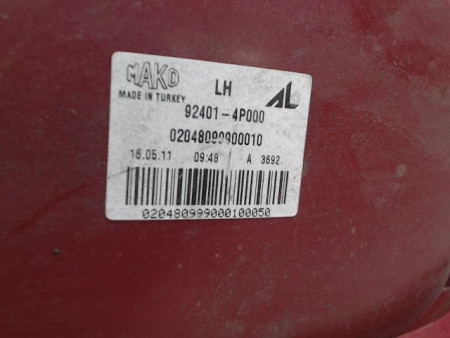 MAKO LH AL
MADE IN TURKEY
92401-4P000
02048099900010
16.05.11 09:48 A 3692
020480999000100050